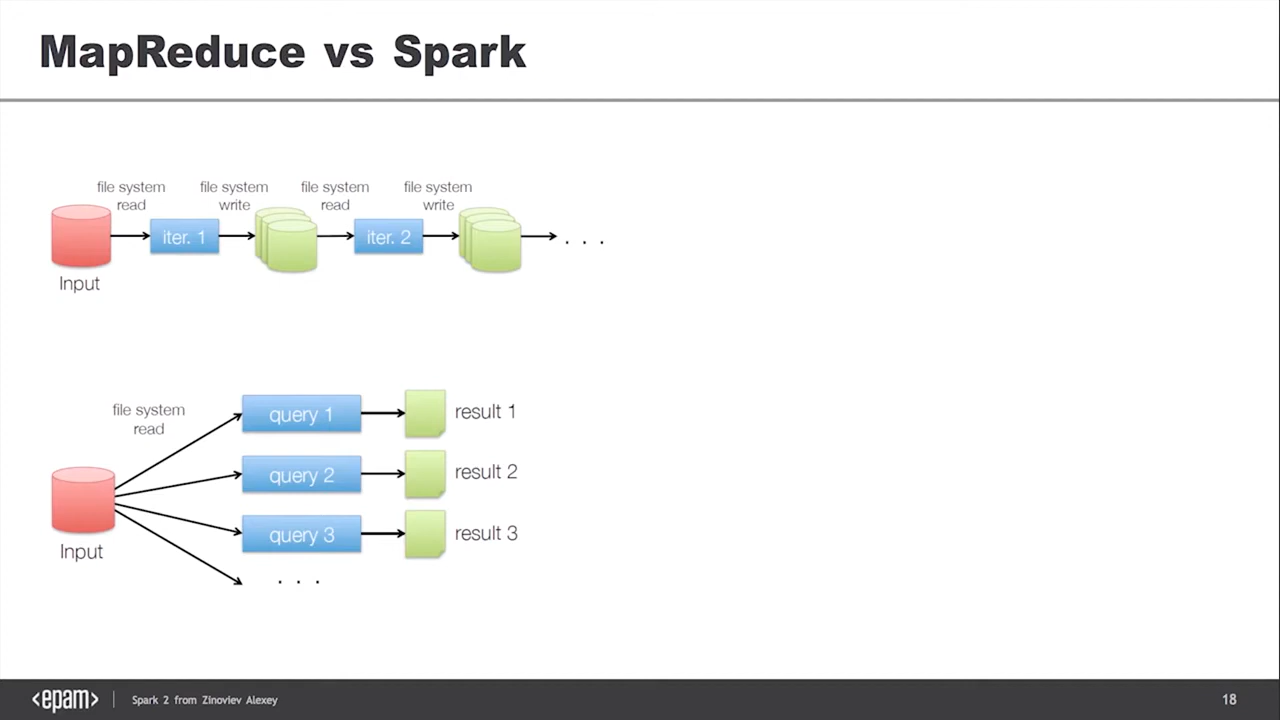 MapReduce vs Spark
file system
read
file system
write
file system
read
file system
write
iter. 1
iter. 2
. . .
Input
file system
read
query 1
result 1
query 2
result 2
query 3
result 3
Input
. . .
<epam>
Spark 2 from Zinoviev Alexey
18